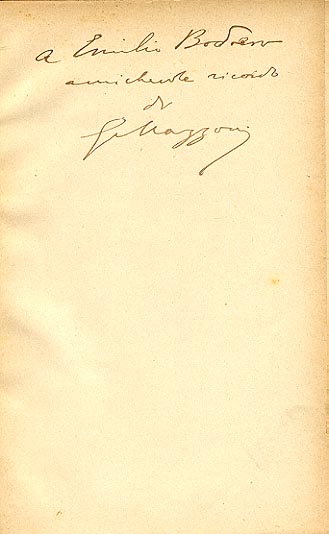 a Emilio Bodrero
amichevole ricordo
di
G. Mazzoni